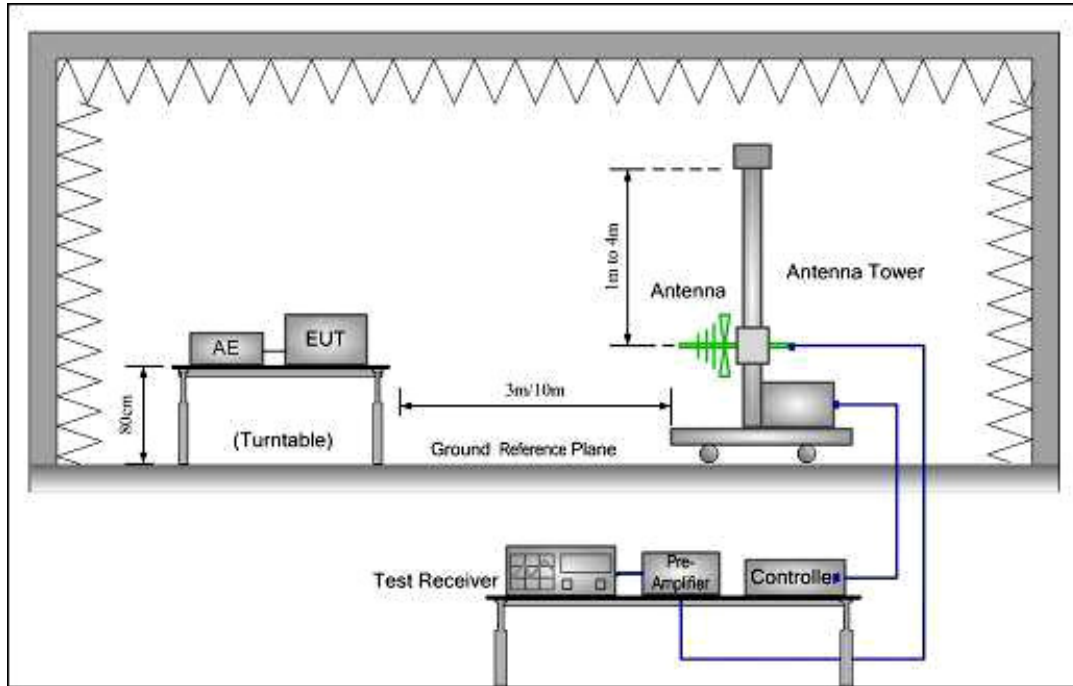 1m to 4m
Antenna Tower
Antenna
AE
EUT
3m/10m
80cm
(Turntable)
Ground Reference Plane
Test Receiver
Pre-
Amplifier
Controller